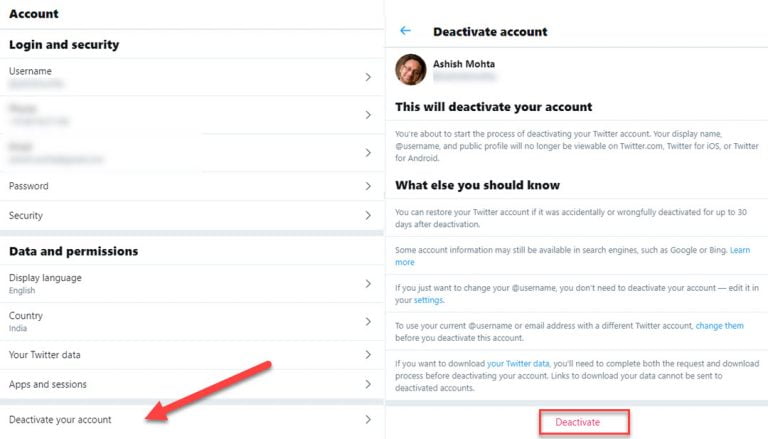 Account
Login and security
Username
Password
Security
Data and permissions
Display language
English
Country
India
Your Twitter data
Apps and sessions
Deactivate your account
Deactivate account
Ashish Mohta
This will deactivate your account
You're about to start the process of deactivating your Twitter account. Your display name,
@username, and public profile will no longer be viewable on Twitter.com, Twitter for iOS, or Twitter
for Android.
What else you should know
You can restore your Twitter account if it was accidentally or wrongfully deactivated for up to 30
days after deactivation.
Some account information may still be available in search engines, such as Google or Bing. Learn
more
If you just want to change your @username, you don't need to deactivate your account — edit it
in your settings.
To use your current @username or email address with a different Twitter account, change them
before you deactivate this account.
If you want to download your Twitter data, you'll need to complete both the request and download
process before deactivating your account. Links to download your data cannot be sent to
deactivated accounts.
Deactivate